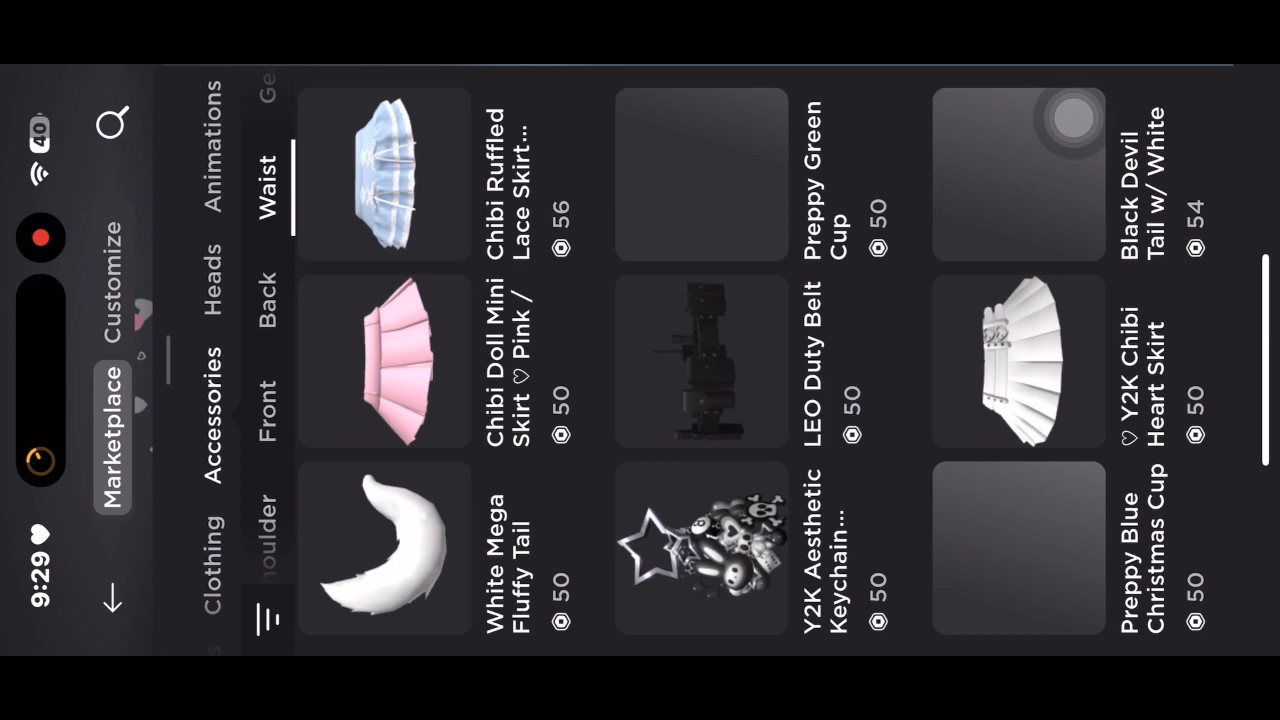 9:29
40
Marketplace
Customize
Clothing
Accessories
Heads
Animations
houlder
Front
Back
Waist
Ge
White Mega
Fluffy Tail
50
Chibi Doll Mini
Skirt ♡ Pink /
50
Chibi Ruffled
Lace Skirt...
56
Y2K Aesthetic
Keychain...
50
LEO Duty Belt
50
Preppy Green
Cup
50
Preppy Blue
Christmas Cup
50
♡ Y2K Chibi
Heart Skirt
50
Black Devil
Tail w/ White
54